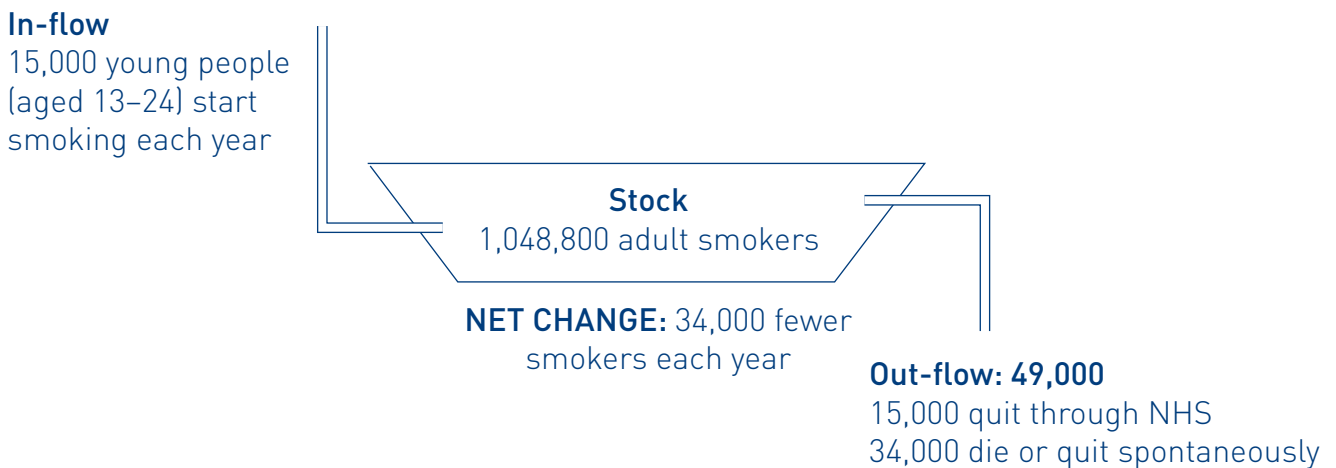 In-flow
15,000 young people
(aged 13–24) start
smoking each year
Stock
1,048,800 adult smokers
NET CHANGE: 34,000 fewer
smokers each year
Out-flow: 49,000
15,000 quit through NHS
34,000 die or quit spontaneously